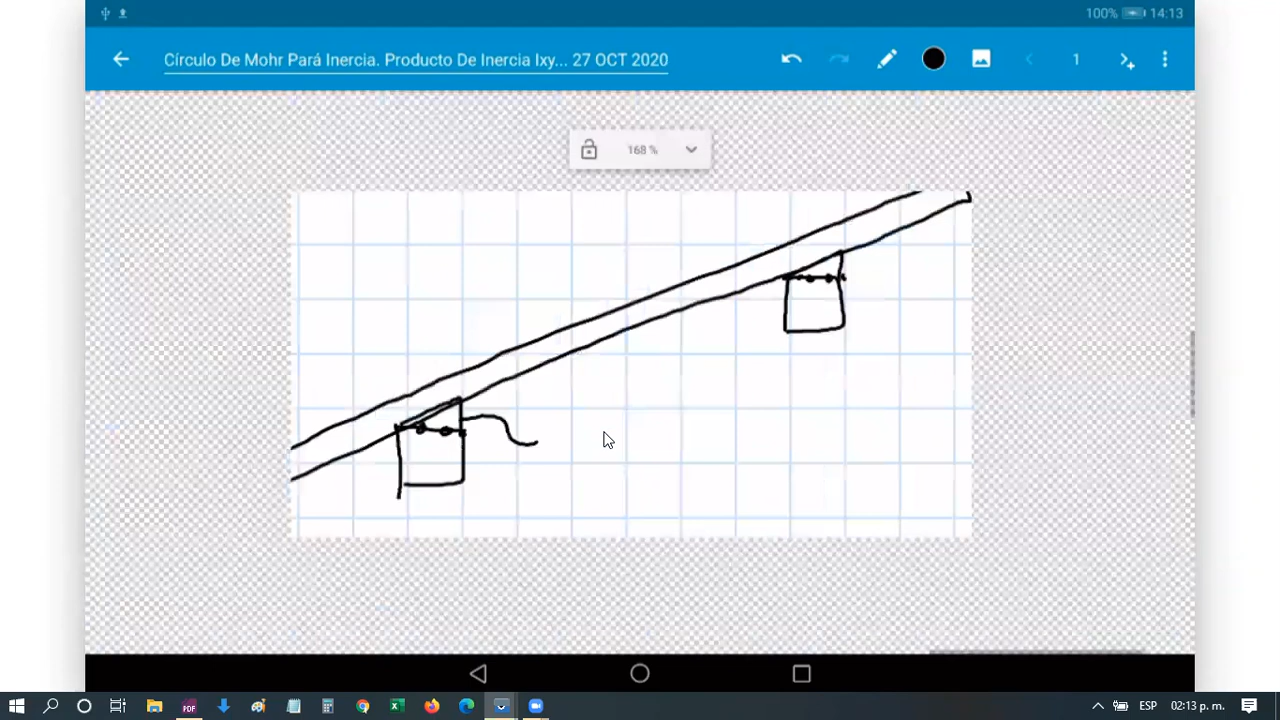 100% 14:13
Círculo De Mohr Pará Inercia. Producto De Inercia Ixy... 27 OCT 2020
1
168 %
PDF
ESP 02:13 p. m.